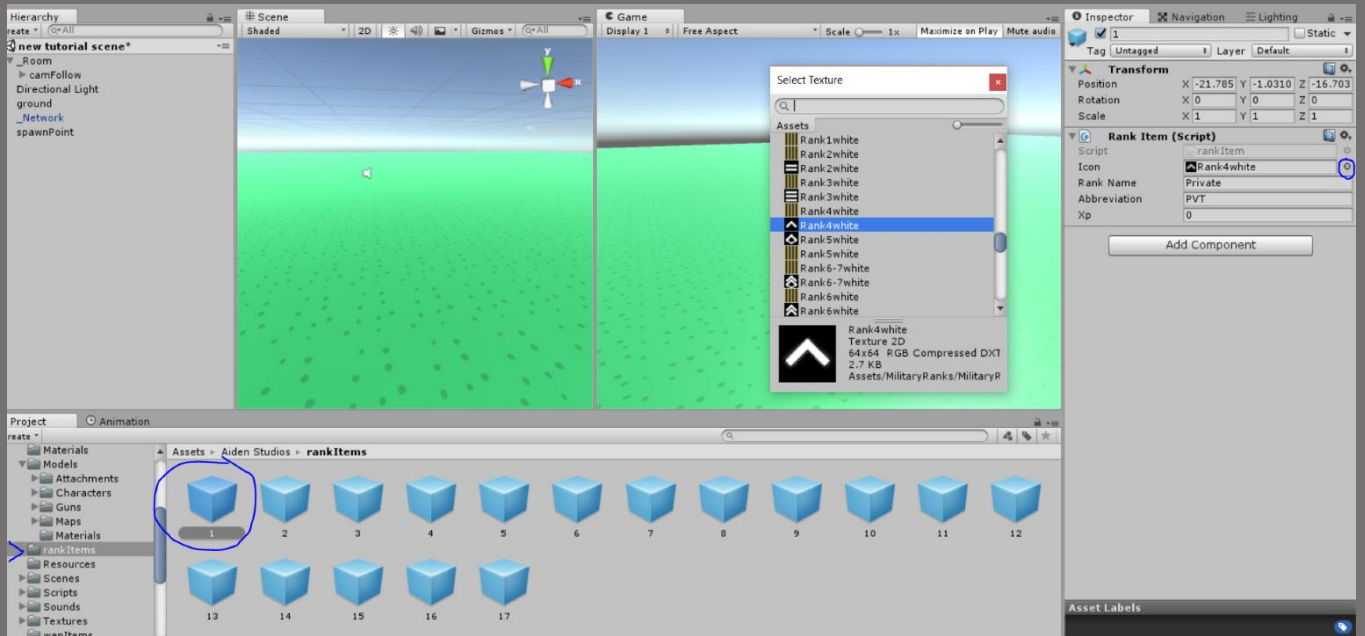 Hierarchy
reate
All
new tutorial scene*
_Room
camFollow
Directional Light
ground
_Network
spawnPoint
Scene
Shaded
2D
Gizmos
All
y
x
Game
Display 1
Free Aspect
Scale
1x
Maximize on Play
Mute audio
Select Texture
Assets
Rank1white
Rank2white
Rank2white
Rank3white
Rank3white
Rank4white
Rank4white
Rank5white
Rank5white
Rank6-7white
Rank6-7white
Rank6white
Rank6white
Rank4white
Texture 2D
64x64 RGB Compressed DXT
2.7 KB
Assets/MilitaryRanks/MilitaryR
Inspector
Navigation
Lighting
1
Static
Tag Untagged
Layer Default
Transform
Position X -21.785 Y -1.0310 Z -16.703
Rotation X 0 Y 0 Z 0
Scale X 1 Y 1 Z 1
Rank Item (Script)
Script rankItem
Icon Rank4white
Rank Name Private
Abbreviation PVT
Xp 0
Add Component
Project
Animation
reate
Materials
Models
Attachments
Characters
Guns
Maps
Materials
rankItems
Resources
Scenes
Scripts
Sounds
Textures
wepItems
Assets Aiden Studios rankItems
1 2 3 4 5 6 7 8 9 10 11 12
13 14 15 16 17
Asset Labels